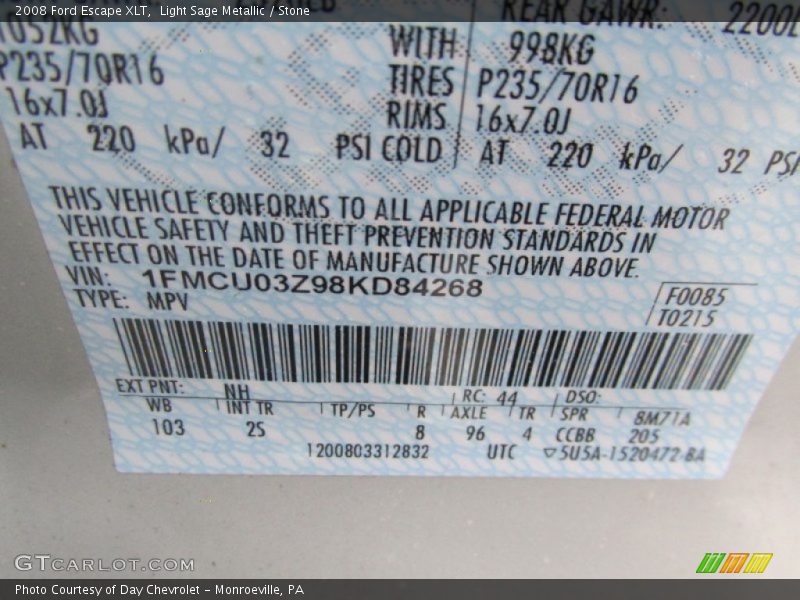 2008 Ford Escape XLT, Light Sage Metallic / Stone
REAR GAWR: 2200L
1052KG WITH 998KG
P235/70R16 TIRES P235/70R16
16x7.0J RIMS 16x7.0J
AT 220 kPa/ 32 PSI COLD AT 220 kPa/ 32 PSI
THIS VEHICLE CONFORMS TO ALL APPLICABLE FEDERAL MOTOR
VEHICLE SAFETY AND THEFT PREVENTION STANDARDS IN
EFFECT ON THE DATE OF MANUFACTURE SHOWN ABOVE.
VIN: 1FMCU03Z98KD84268
TYPE: MPV
F0085
T0215
EXT PNT: NH RC: 44 DSO:
WB INT TR TP/PS R AXLE TR SPR 8M71A
103 2S 8 96 4 CCBB 205
1200803312832 UTC ▽5U5A-1520472-BA
GTCARLOT.COM
Photo Courtesy of Day Chevrolet - Monroeville, PA